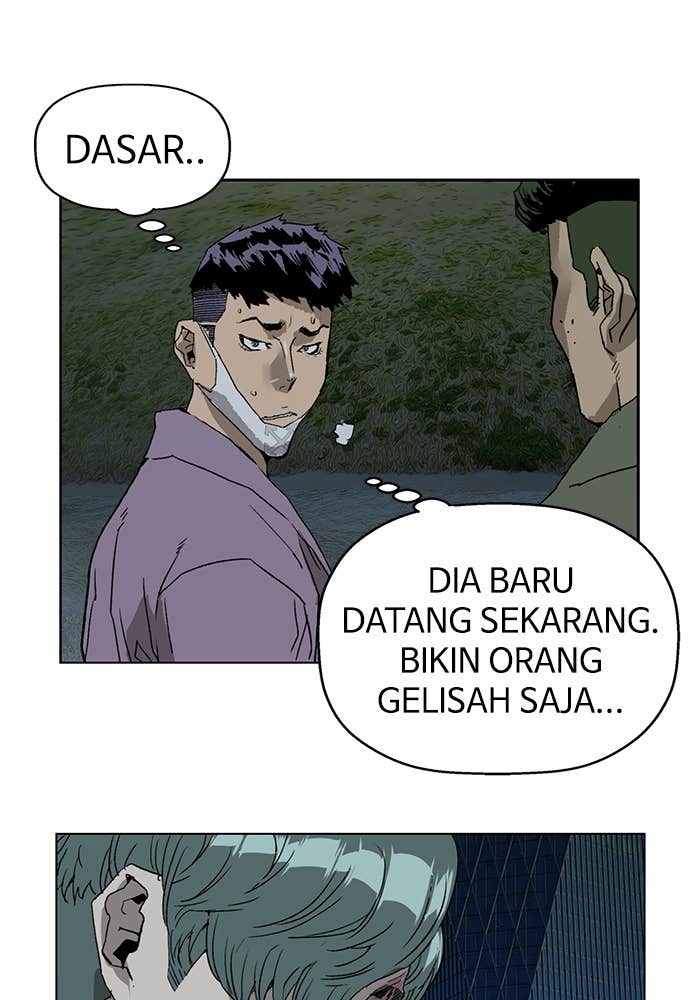 DASAR..
DIA BARU
DATANG SEKARANG.
BIKIN ORANG
GELISAH SAJA...